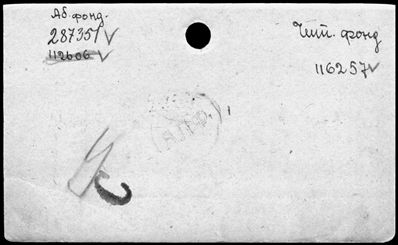 Аб. фонд.
287351 √
112606 √
Чит. фонд
116257 √